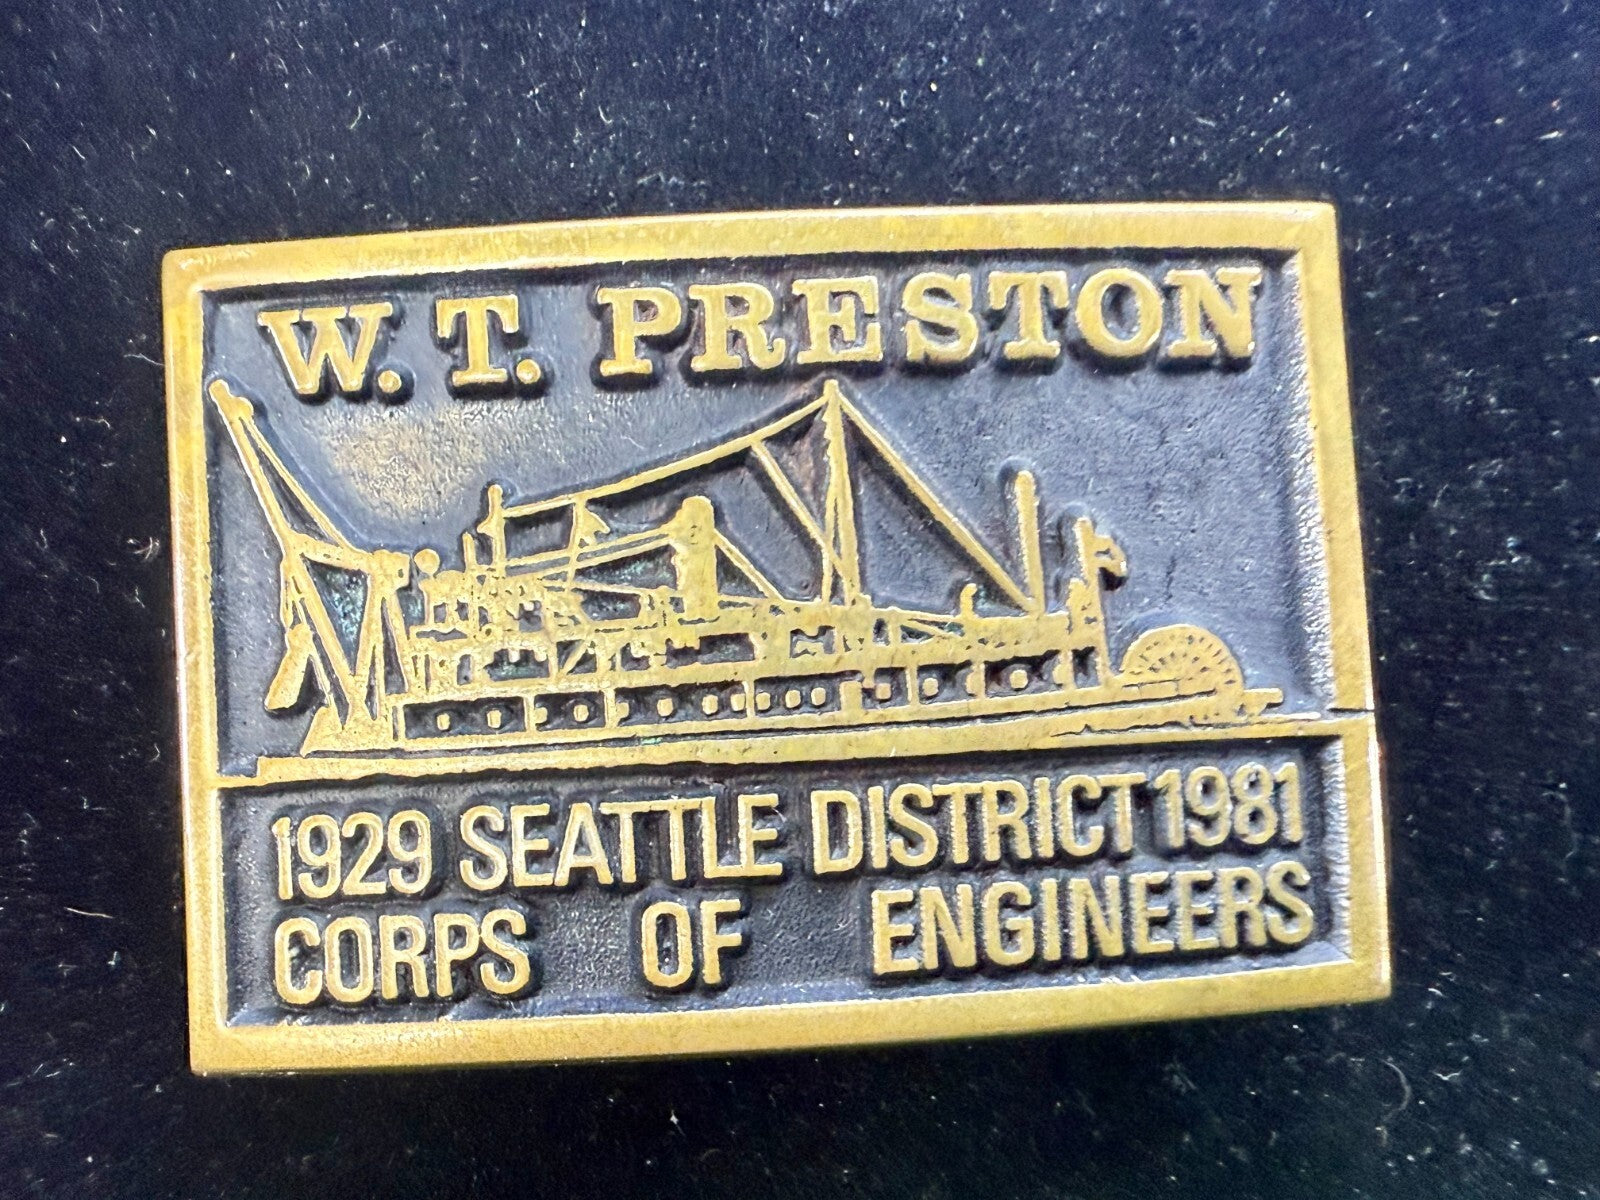 W. T. PRESTON
1929 SEATTLE DISTRICT 1981
CORPS OF ENGINEERS